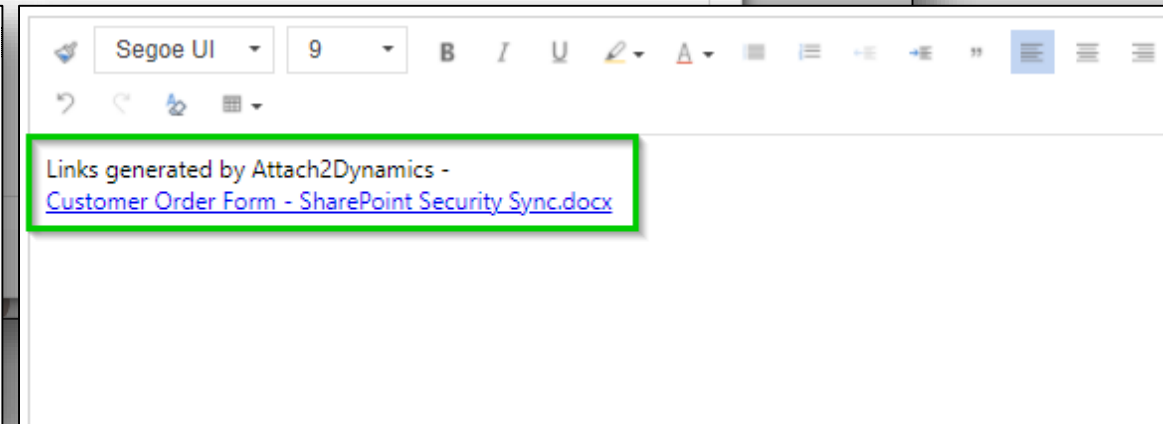 Segoe UI 9 B I U A
Links generated by Attach2Dynamics -
Customer Order Form - SharePoint Security Sync.docx